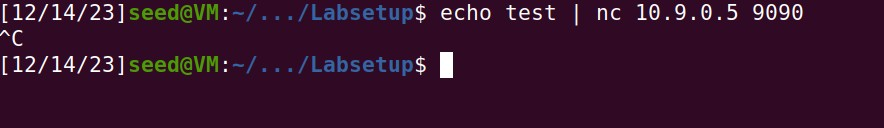 [12/14/23]seed@VM:~/.../Labsetup$ echo test | nc 10.9.0.5 9090
^C
[12/14/23]seed@VM:~/.../Labsetup$